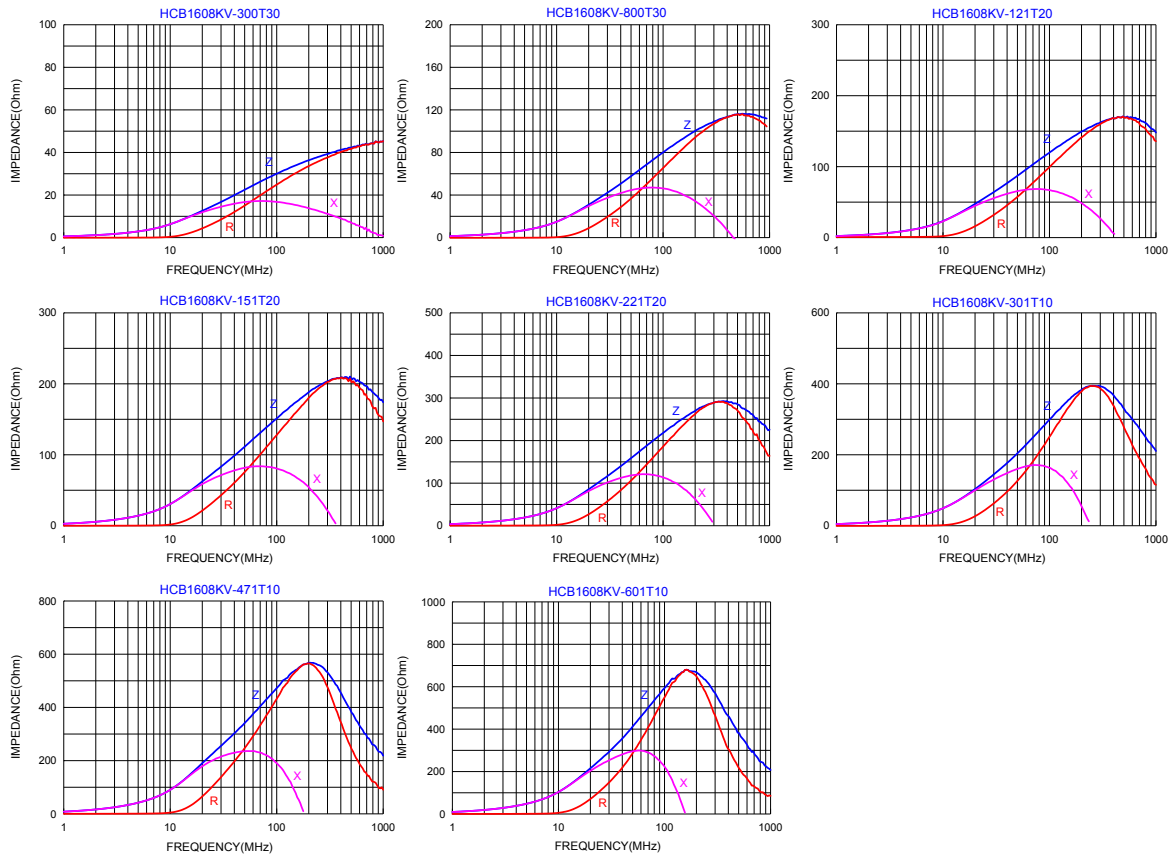 HCB1608KV-300T30
IMPEDANCE(Ohm)
100
80
60
40
20
0
Z
R
X
1 10 100 1000
FREQUENCY(MHz)
HCB1608KV-800T30
IMPEDANCE(Ohm)
200
160
120
80
40
0
Z
R
X
1 10 100 1000
FREQUENCY(MHz)
HCB1608KV-121T20
IMPEDANCE(Ohm)
300
200
100
0
Z
R
X
1 10 100 1000
FREQUENCY(MHz)
HCB1608KV-151T20
IMPEDANCE(Ohm)
300
200
100
0
Z
R
X
1 10 100 1000
FREQUENCY(MHz)
HCB1608KV-221T20
IMPEDANCE(Ohm)
500
400
300
200
100
0
Z
R
X
1 10 100 1000
FREQUENCY(MHz)
HCB1608KV-301T10
IMPEDANCE(Ohm)
600
400
200
0
Z
R
X
1 10 100 1000
FREQUENCY(MHz)
HCB1608KV-471T10
IMPEDANCE(Ohm)
800
600
400
200
0
Z
R
X
1 10 100 1000
FREQUENCY(MHz)
HCB1608KV-601T10
IMPEDANCE(Ohm)
1000
800
600
400
200
0
Z
R
X
1 10 100 1000
FREQUENCY(MHz)